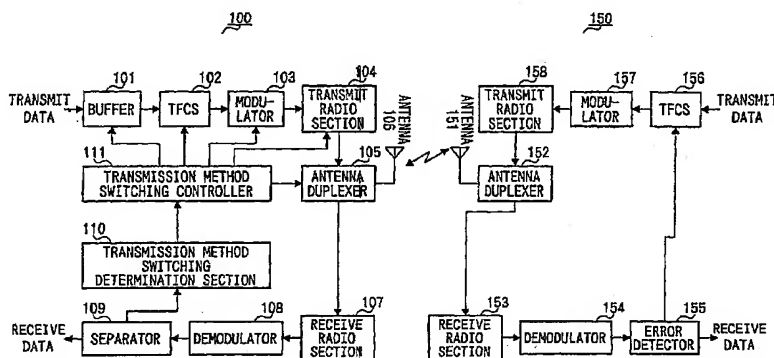 100
150
101
102
103
104
158
157
156
TRANSMIT
DATA
BUFFER
TFCS
MODU-
LATOR
TRANSMIT
RADIO
SECTION
ANTENNA
106
ANTENNA
151
TRANSMIT
RADIO
SECTION
MODU-
LATOR
TFCS
TRANSMIT
DATA
111
105
152
TRANSMISSION METHOD
SWITCHING CONTROLLER
ANTENNA
DUPLEXER
ANTENNA
DUPLEXER
110
TRANSMISSION METHOD
SWITCHING
DETERMINATION SECTION
109
108
107
153
154
155
RECEIVE
DATA
SEPARATOR
DEMODULATOR
RECEIVE
RADIO
SECTION
RECEIVE
RADIO
SECTION
DEMODULATOR
ERROR
DETECTOR
RECEIVE
DATA